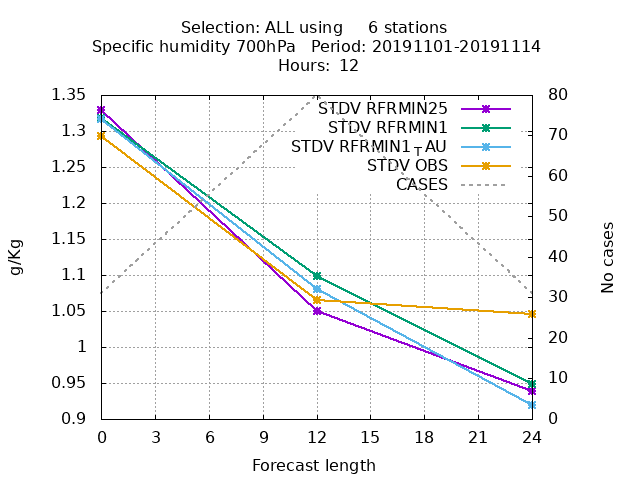 Selection: ALL using     6 stations
Specific humidity 700hPa   Period: 20191101-20191114
Hours:  12
STDV RFRMIN25
STDV RFRMIN1
STDV RFRMIN1_TAU
STDV OBS
CASES
1.35
1.3
1.25
1.2
1.15
1.1
1.05
1
0.95
0.9
g/Kg
80
70
60
50
40
30
20
10
0
No cases
0 3 6 9 12 15 18 21 24
Forecast length